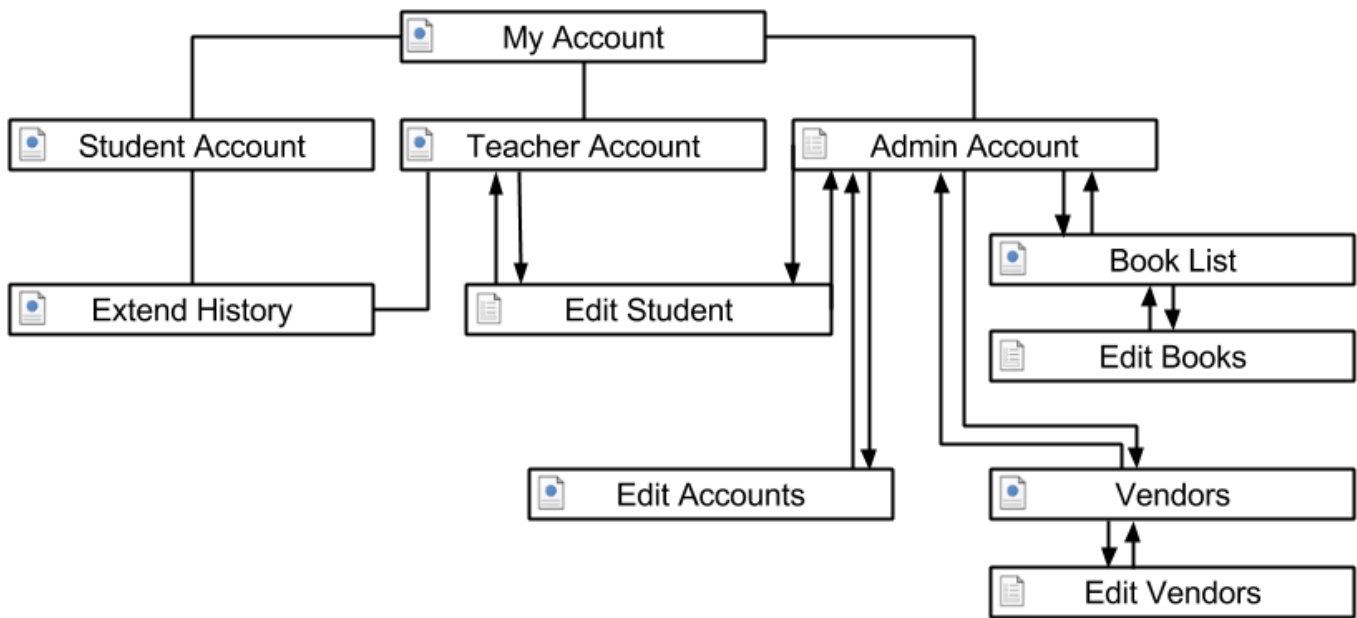 My Account
Student Account
Teacher Account
Admin Account
Book List
Extend History
Edit Student
Edit Books
Edit Accounts
Vendors
Edit Vendors